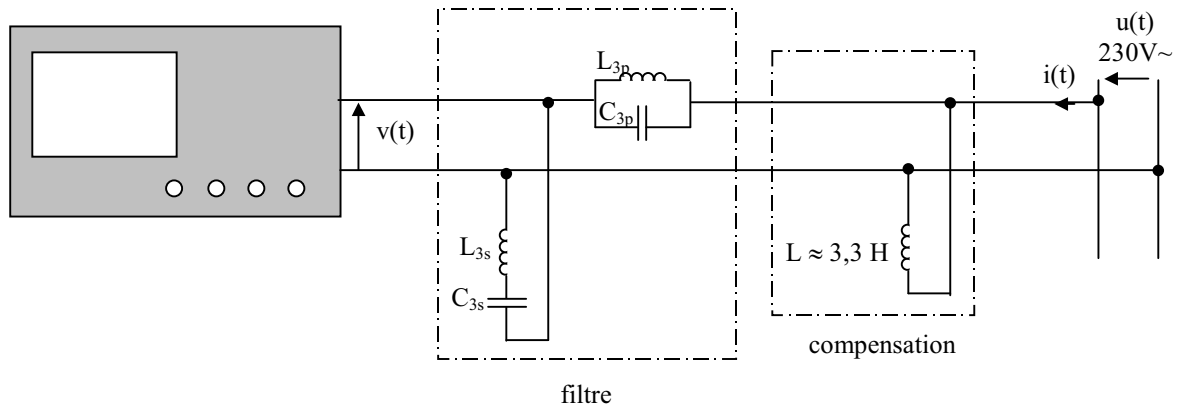 u(t)
230V~
i(t)
L3p
C3p
v(t)
L3s
C3s
L ≈ 3,3 H
compensation
filtre